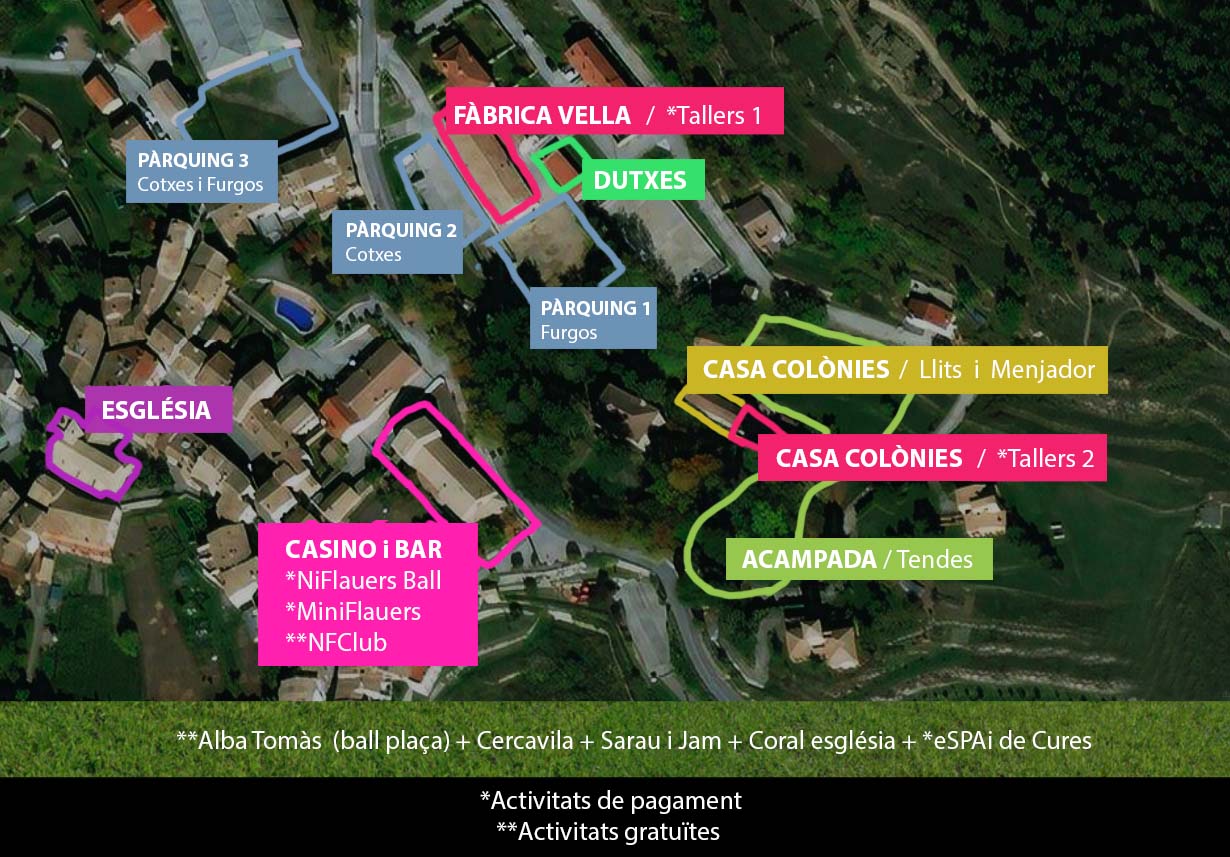 FÀBRICA VELLA / *Tallers 1
PÀRQUING 3
Cotxes i Furgos
DUTXES
PÀRQUING 2
Cotxes
PÀRQUING 1
Furgos
CASA COLÒNIES / Llits i Menjador
ESGLÉSIA
CASA COLÒNIES / *Tallers 2
CASINO i BAR
*NiFlauers Ball
*MiniFlauers
**NFClub
ACAMPADA / Tendes
**Alba Tomàs (ball plaça) + Cercavila + Sarau i Jam + Coral església + *eSPAi de Cures
*Activitats de pagament
**Activitats gratuïtes